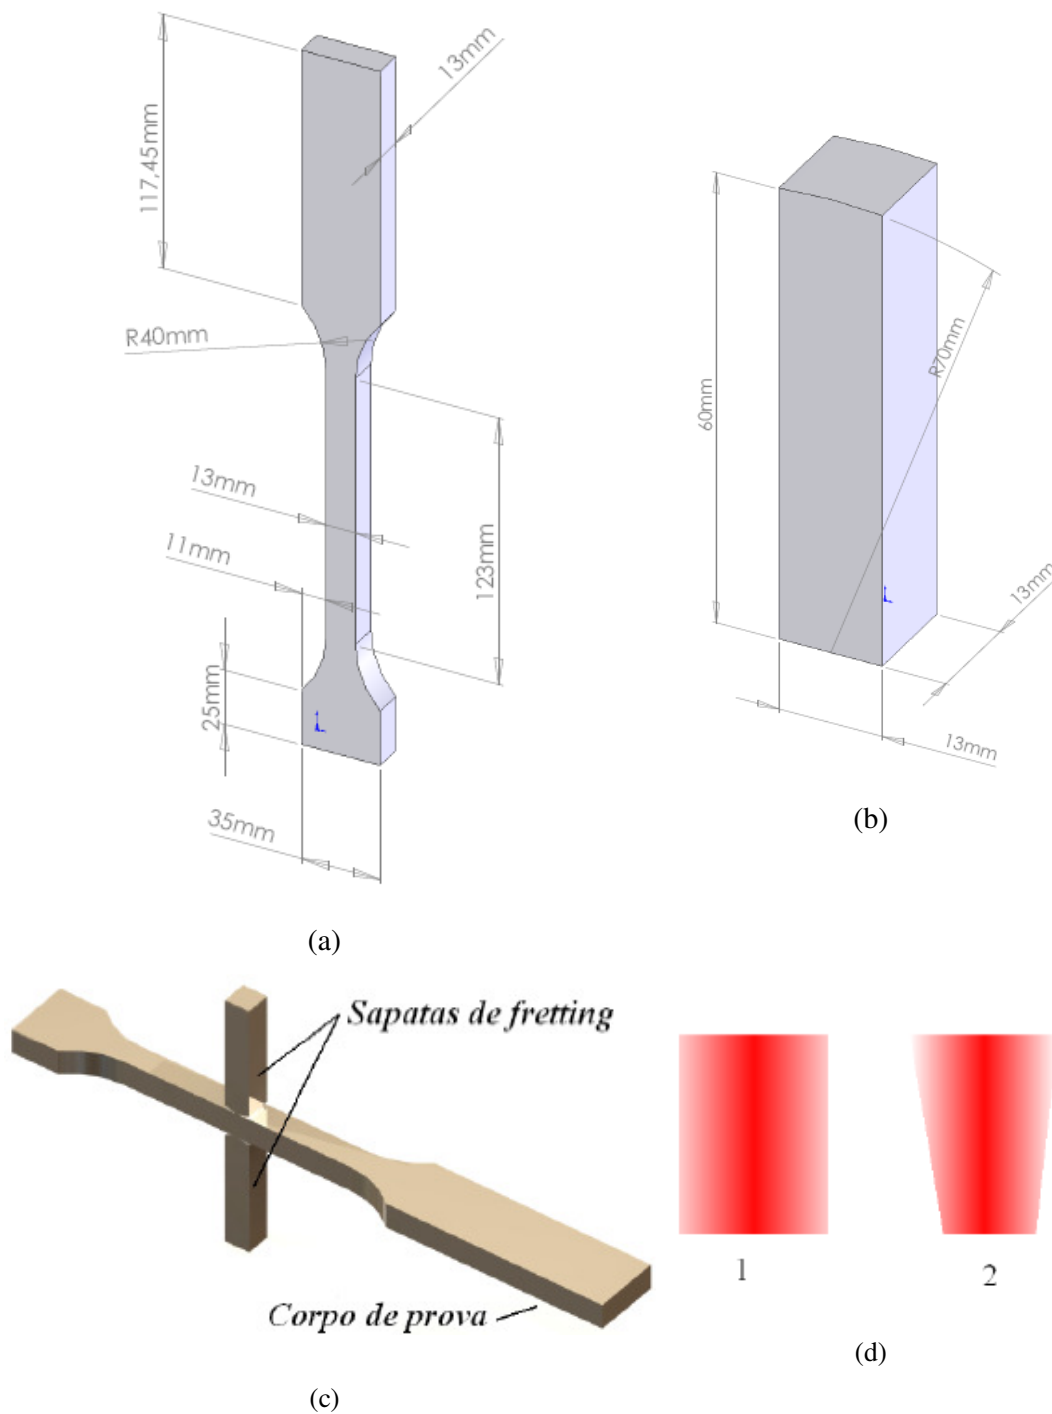 117,45mm
13mm
R40mm
13mm
11mm
123mm
25mm
35mm
(a)
60mm
R70mm
13mm
13mm
(b)
Sapatas de fretting
Corpo de prova
(c)
1
2
(d)